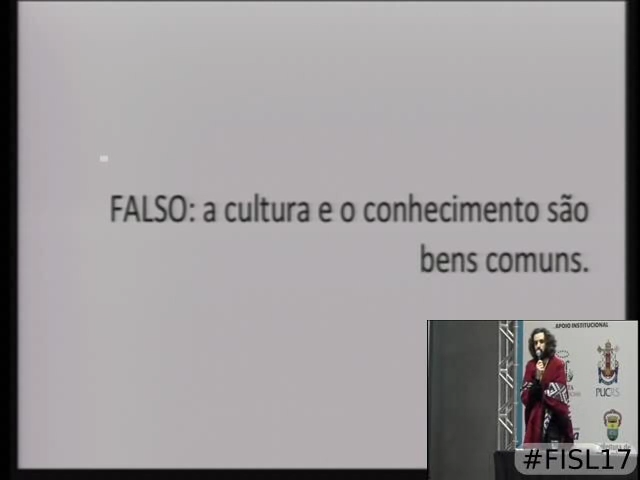 FALSO: a cultura e o conhecimento são
bens comuns.
APOIO INSTITUCIONAL
PUCRS
#FISL17